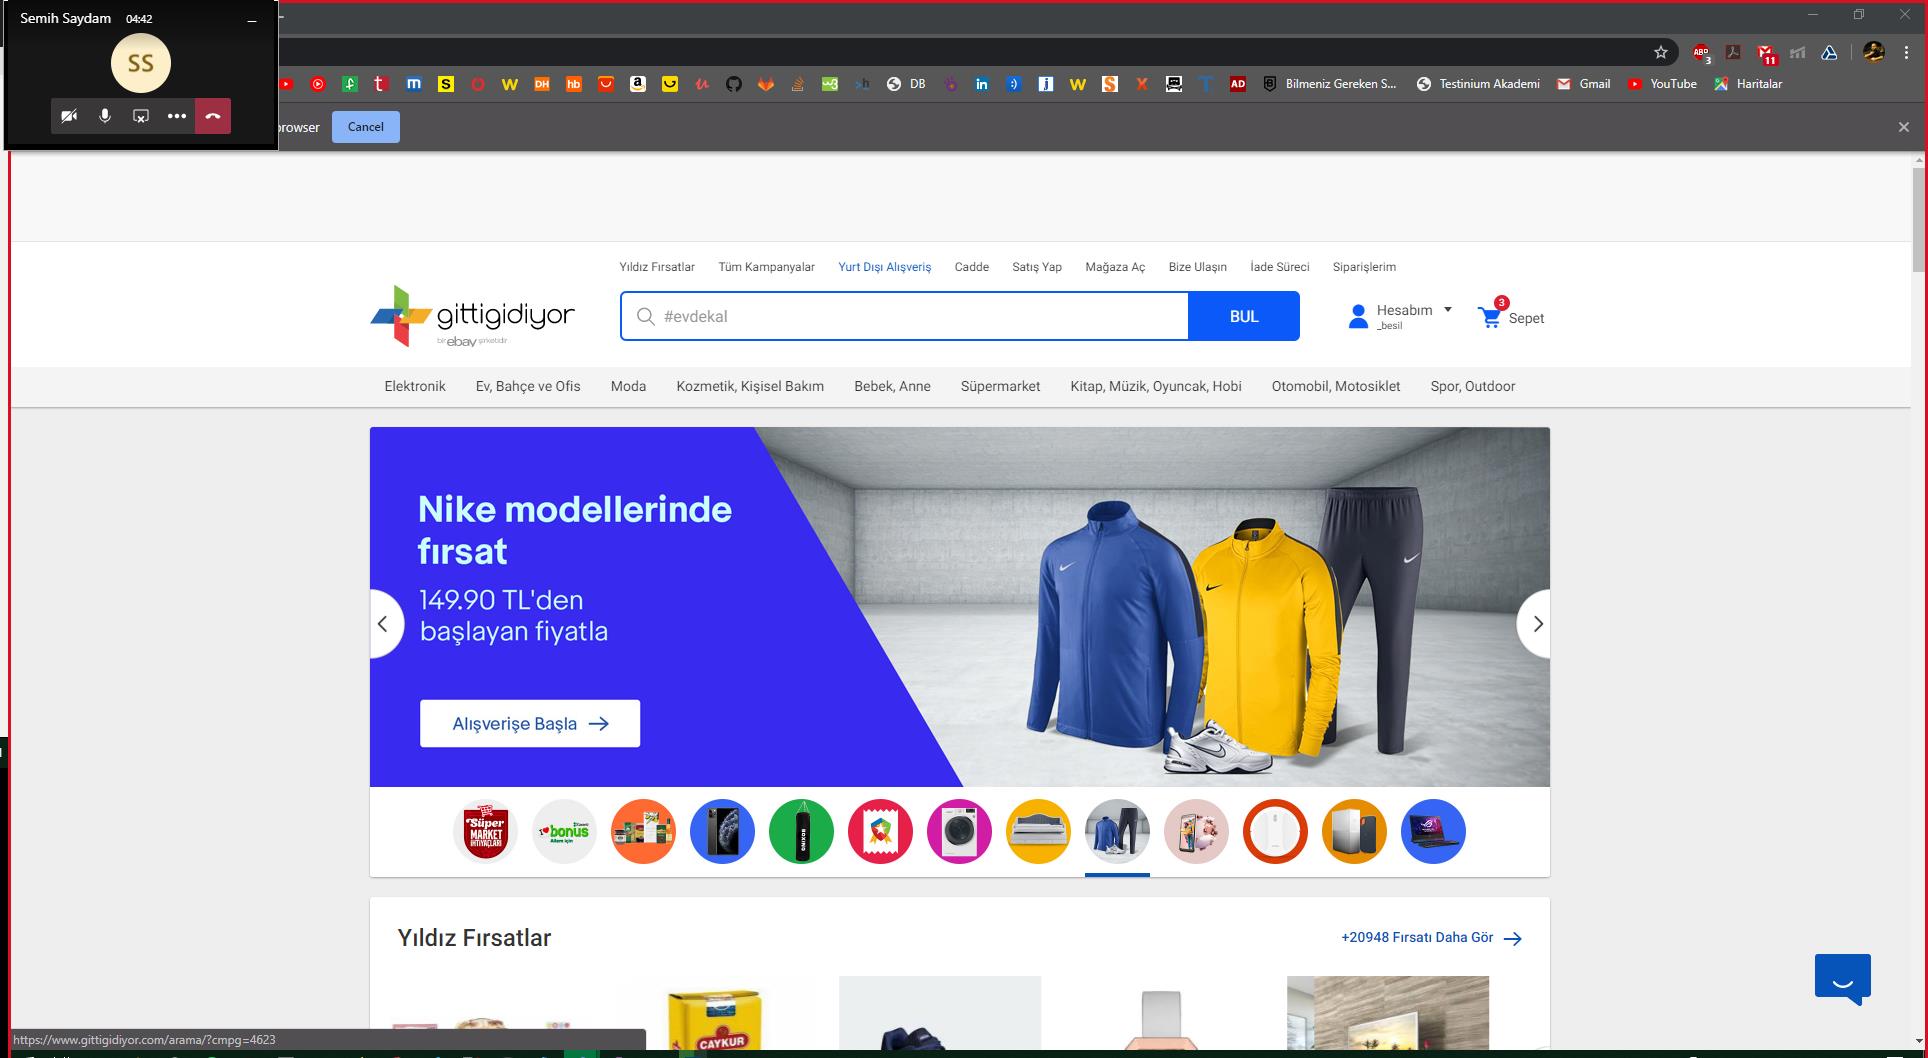 Semih Saydam 04:42
SS
DB
Bilmeniz Gereken S...
Testinium Akademi
Gmail
YouTube
Haritalar
browser
Cancel
Yıldız Fırsatlar
Tüm Kampanyalar
Yurt Dışı Alışveriş
Cadde
Satış Yap
Mağaza Aç
Bize Ulaşın
İade Süreci
Siparişlerim
gittigidiyor
bir ebay şirketidir
#evdekal
BUL
Hesabım
_besil
3
Sepet
Elektronik
Ev, Bahçe ve Ofis
Moda
Kozmetik, Kişisel Bakım
Bebek, Anne
Süpermarket
Kitap, Müzik, Oyuncak, Hobi
Otomobil, Motosiklet
Spor, Outdoor
Nike modellerinde
fırsat
149.90 TL'den
başlayan fiyatla
Alışverişe Başla
Süper
MARKET
İHTİYAÇLARI
bonus
BOXING
Yıldız Fırsatlar
+20948 Fırsatı Daha Gör
CAYKUR
https://www.gittigidiyor.com/arama/?cmpg=4623